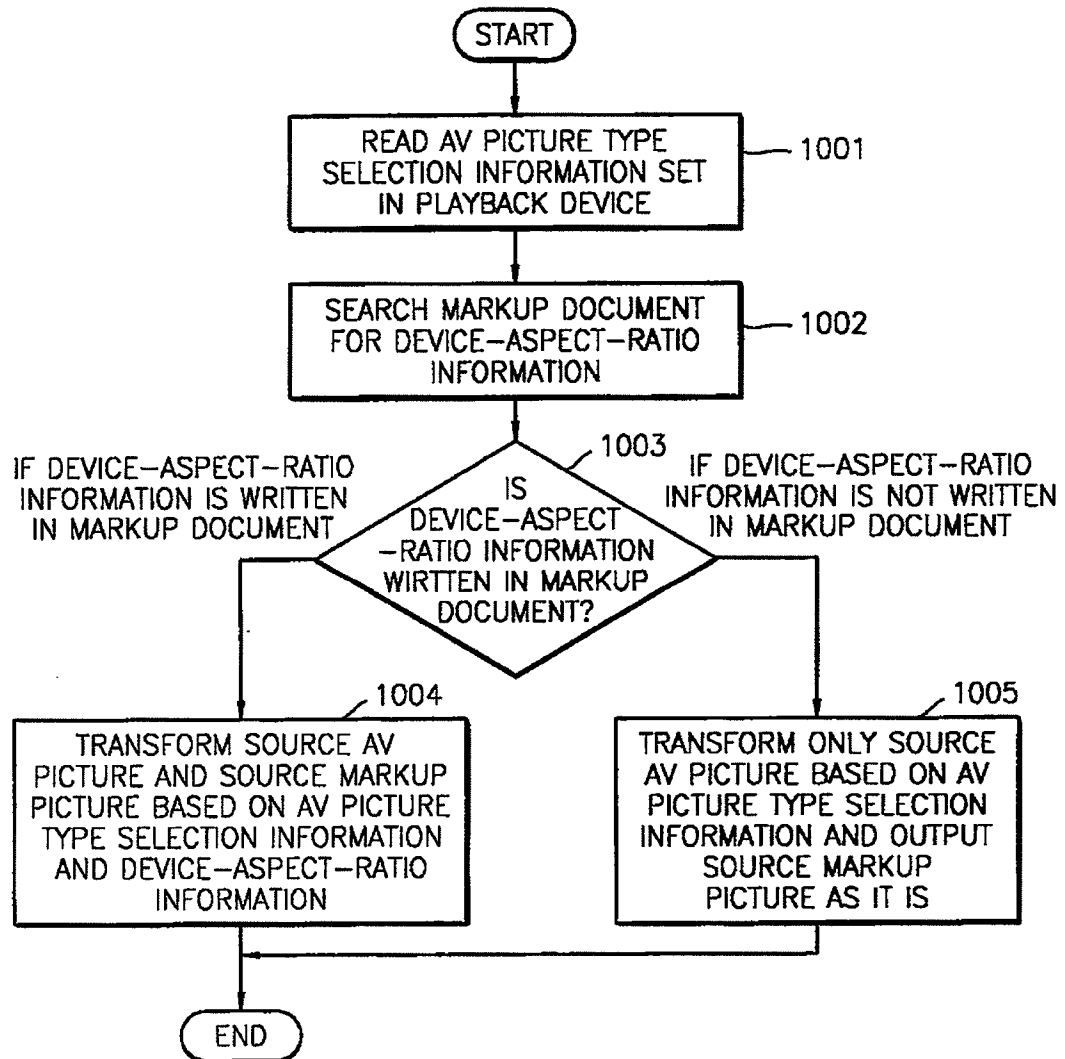 START
READ AV PICTURE TYPE
SELECTION INFORMATION SET
IN PLAYBACK DEVICE
1001
SEARCH MARKUP DOCUMENT
FOR DEVICE-ASPECT-RATIO
INFORMATION
1002
1003
IF DEVICE-ASPECT-RATIO
INFORMATION IS WRITTEN
IN MARKUP DOCUMENT
IS
DEVICE-ASPECT
-RATIO INFORMATION
WIRTTEN IN MARKUP
DOCUMENT?
IF DEVICE-ASPECT-RATIO
INFORMATION IS NOT WRITTEN
IN MARKUP DOCUMENT
1004
TRANSFORM SOURCE AV
PICTURE AND SOURCE MARKUP
PICTURE BASED ON AV PICTURE
TYPE SELECTION INFORMATION
AND DEVICE-ASPECT-RATIO
INFORMATION
1005
TRANSFORM ONLY SOURCE
AV PICTURE BASED ON AV
PICTURE TYPE SELECTION
INFORMATION AND OUTPUT
SOURCE MARKUP
PICTURE AS IT IS
END